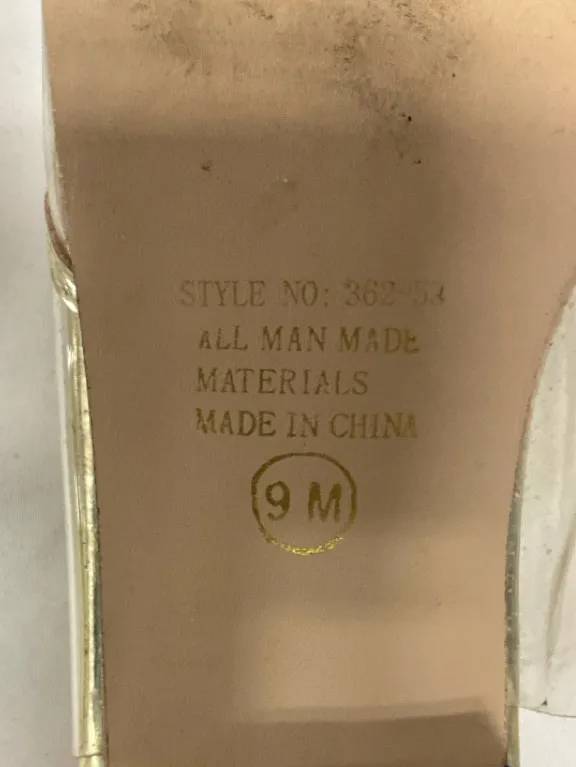 STYLE NO: 362-53
ALL MAN MADE
MATERIALS
MADE IN CHINA
9 M